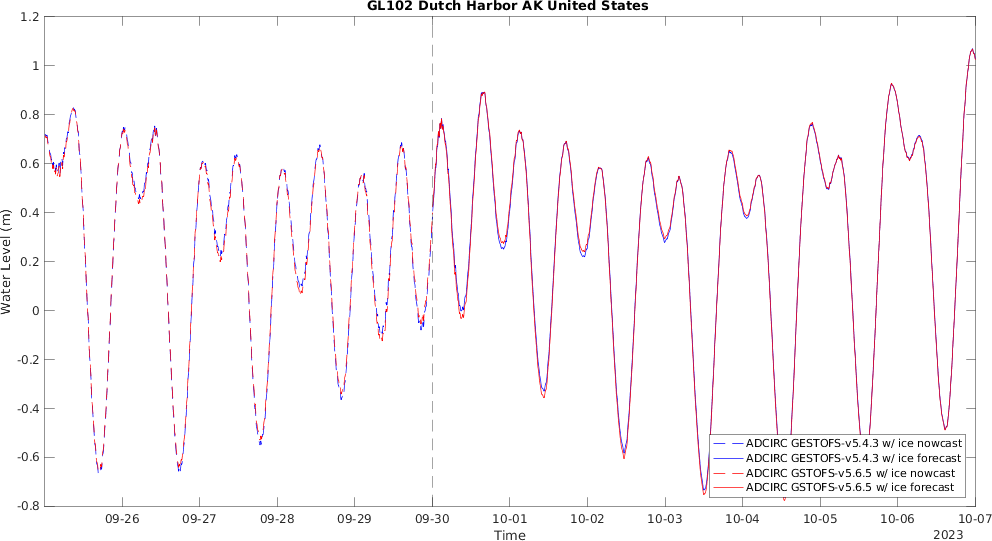 GL102 Dutch Harbor AK United States
1.2
1
0.8
0.6
0.4
0.2
0
-0.2
-0.4
-0.6
-0.8
Water Level (m)
ADCIRC GESTOFS-v5.4.3 w/ ice nowcast
ADCIRC GESTOFS-v5.4.3 w/ ice forecast
ADCIRC GSTOFS-v5.6.5 w/ ice nowcast
ADCIRC GSTOFS-v5.6.5 w/ ice forecast
09-26 09-27 09-28 09-29 09-30 10-01 10-02 10-03 10-04 10-05 10-06 10-07
Time
2023